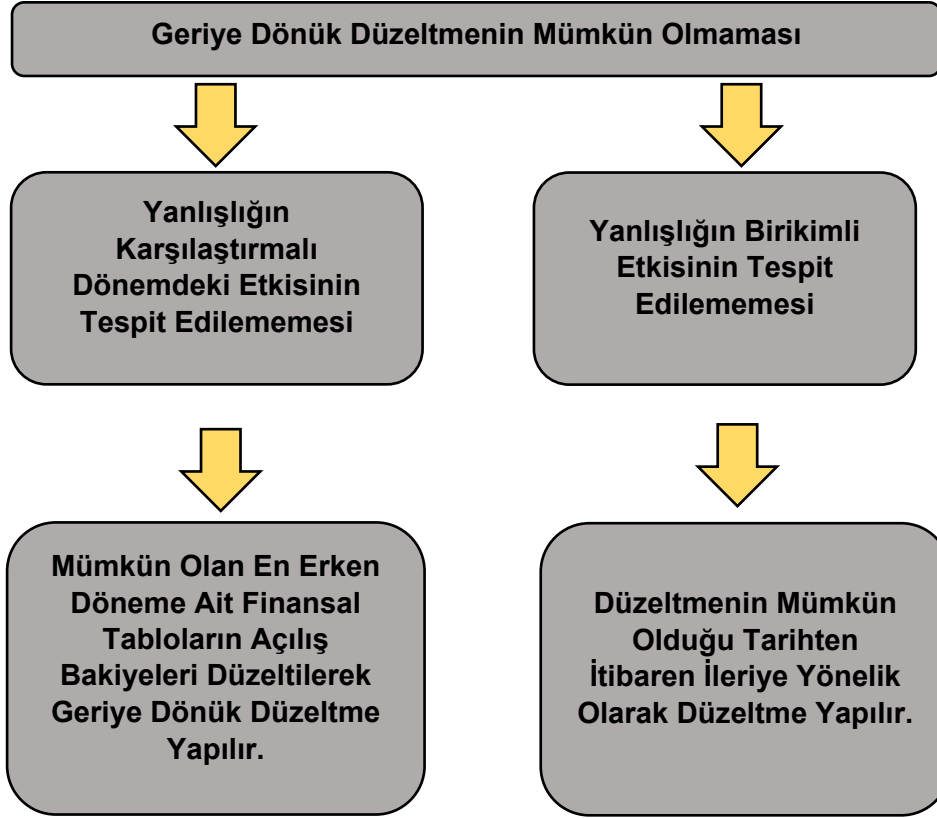 Geriye Dönük Düzeltmenin Mümkün Olmaması
Yanlışlığın
Karşılaştırmalı
Dönemdeki Etkisinin
Tespit Edilememesi
Yanlışlığın Birikimli
Etkisinin Tespit
Edilememesi
Mümkün Olan En Erken
Döneme Ait Finansal
Tabloların Açılış
Bakiyeleri Düzeltilerek
Geriye Dönük Düzeltme
Yapılır.
Düzeltmenin Mümkün
Olduğu Tarihten
İtibaren İleriye Yönelik
Olarak Düzeltme Yapılır.